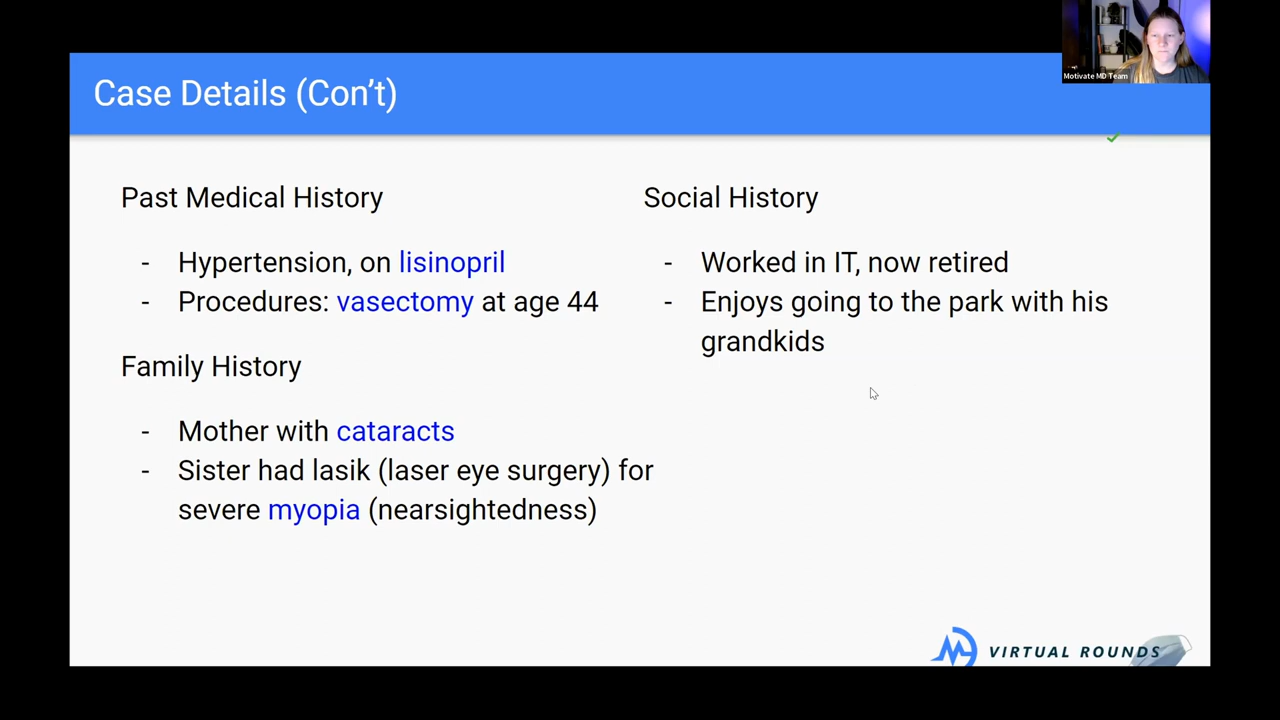 Motivate MD Team
Case Details (Con't)
Past Medical History
- Hypertension, on lisinopril
- Procedures: vasectomy at age 44
Family History
- Mother with cataracts
- Sister had lasik (laser eye surgery) for
severe myopia (nearsightedness)
Social History
- Worked in IT, now retired
- Enjoys going to the park with his
grandkids
VIRTUAL ROUNDS